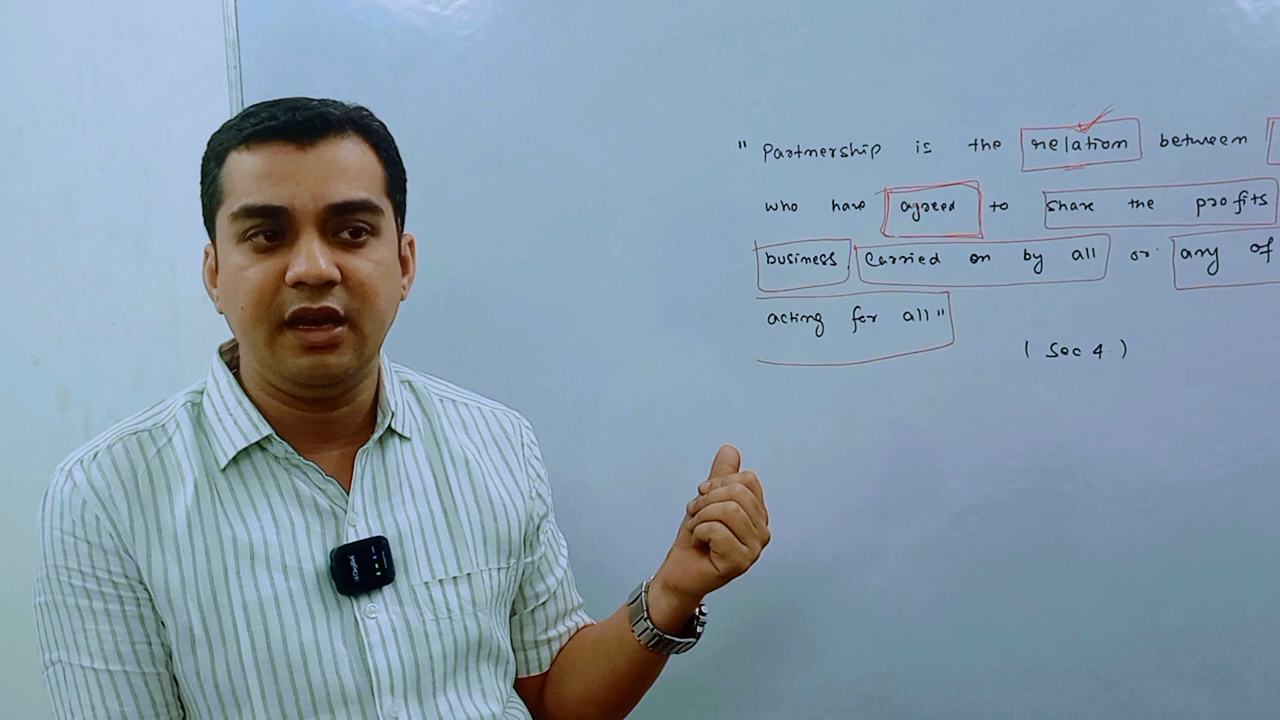 " Partnership is the relation between
who have agreed to share the profits
business carried on by all or any of
acting for all "
( Sec 4 )